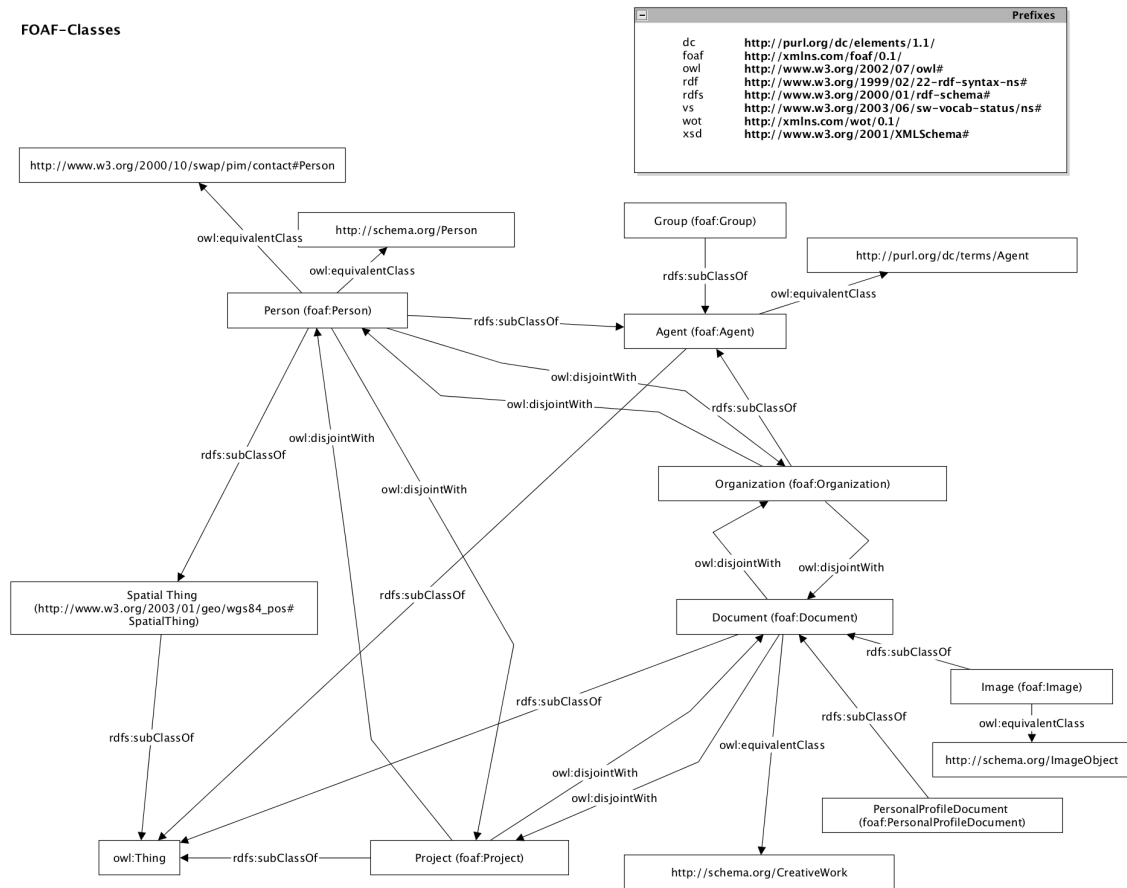 FOAF-Classes
Prefixes
dc http://purl.org/dc/elements/1.1/
foaf http://xmlns.com/foaf/0.1/
owl http://www.w3.org/2002/07/owl#
rdf http://www.w3.org/1999/02/22-rdf-syntax-ns#
rdfs http://www.w3.org/2000/01/rdf-schema#
vs http://www.w3.org/2003/06/sw-vocab-status/ns#
wot http://xmlns.com/wot/0.1/
xsd http://www.w3.org/2001/XMLSchema#
http://www.w3.org/2000/10/swap/pim/contact#Person
owl:equivalentClass
http://schema.org/Person
owl:equivalentClass
Group (foaf:Group)
rdfs:subClassOf
http://purl.org/dc/terms/Agent
owl:equivalentClass
Person (foaf:Person)
rdfs:subClassOf
Agent (foaf:Agent)
owl:disjointWith
owl:disjointWith
rdfs:subClassOf
owl:disjointWith
rdfs:subClassOf
owl:disjointWith
Organization (foaf:Organization)
owl:disjointWith
owl:disjointWith
Spatial Thing
(http://www.w3.org/2003/01/geo/wgs84_pos#
SpatialThing)
rdfs:subClassOf
Document (foaf:Document)
rdfs:subClassOf
Image (foaf:Image)
rdfs:subClassOf
rdfs:subClassOf
owl:equivalentClass
rdfs:subClassOf
owl:equivalentClass
http://schema.org/ImageObject
owl:disjointWith
owl:disjointWith
PersonalProfileDocument
(foaf:PersonalProfileDocument)
owl:Thing
rdfs:subClassOf
Project (foaf:Project)
http://schema.org/CreativeWork